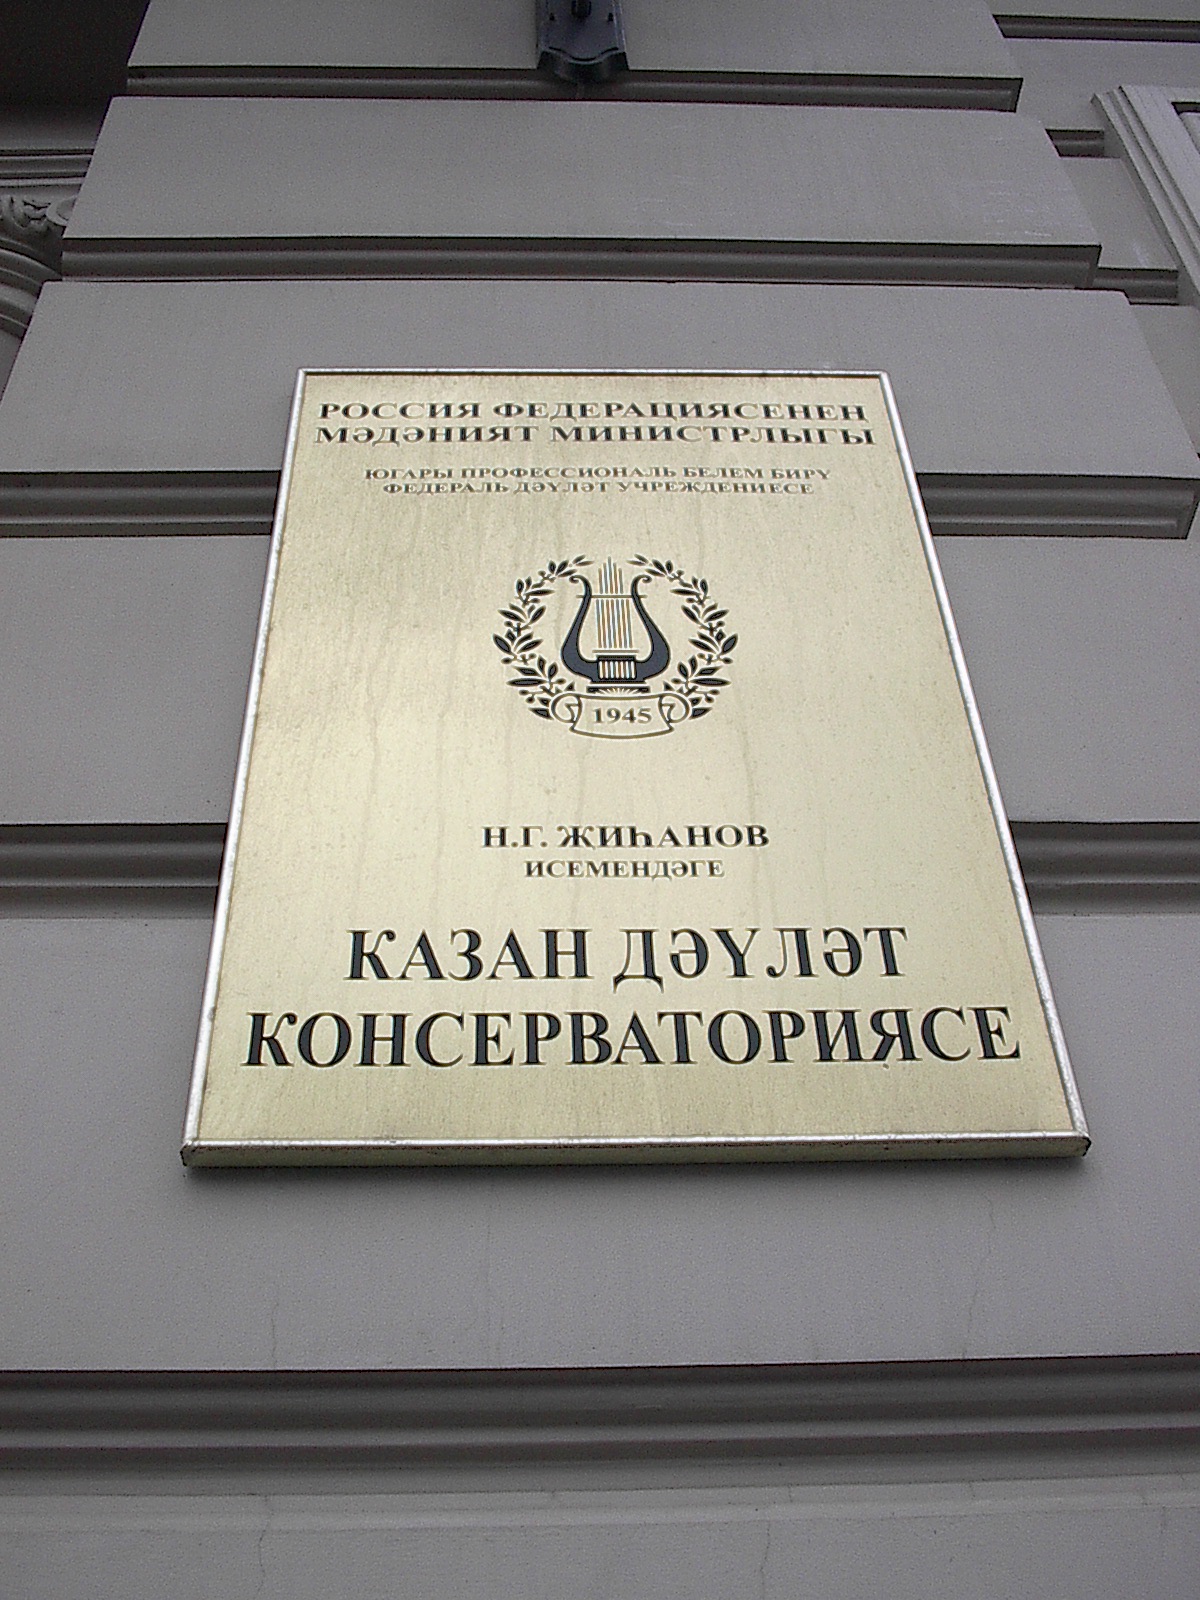 РОССИЯ ФЕДЕРАЦИЯСЕНЕН
МӘДӘНИЯТ МИНИСТРЛЫГЫ
ЮГАРЫ ПРОФЕССИОНАЛЬ БЕЛЕМ БИРҮ
ФЕДЕРАЛЬ ДӘҮЛӘТ УЧРЕЖДЕНИЕСЕ
1945
Н.Г. ҖИҺАНОВ
ИСЕМЕНДӘГЕ
КАЗАН ДӘҮЛӘТ
КОНСЕРВАТОРИЯСЕ